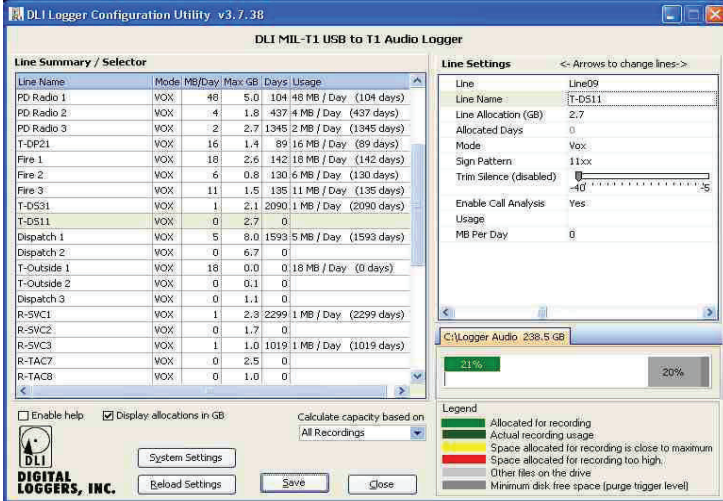 DLI Logger Configuration Utility v3.7.38
DLI MIL-T1 USB to T1 Audio Logger
Line Summary / Selector
Line Name Mode MB/Day Max GB Days Usage
PD Radio 1 VOX 48 5.0 104 48 MB / Day (104 days)
PD Radio 2 VOX 4 1.8 437 4 MB / Day (437 days)
PD Radio 3 VOX 2 2.7 1345 2 MB / Day (1345 days)
T-DP21 VOX 16 1.4 89 16 MB / Day (89 days)
Fire 1 VOX 18 2.6 142 18 MB / Day (142 days)
Fire 2 VOX 6 0.8 130 6 MB / Day (130 days)
Fire 3 VOX 11 1.5 135 11 MB / Day (135 days)
T-DS31 VOX 1 2.1 2090 1 MB / Day (2090 days)
T-DS11 VOX 0 2.7 0
Dispatch 1 VOX 5 8.0 1593 5 MB / Day (1593 days)
Dispatch 2 VOX 0 6.7 0
T-Outside 1 VOX 18 0.0 0 18 MB / Day (0 days)
T-Outside 2 VOX 0 0.1 0
Dispatch 3 VOX 0 1.1 0
R-SVC1 VOX 1 2.3 2299 1 MB / Day (2299 days)
R-SVC2 VOX 0 1.7 0
R-SVC3 VOX 1 1.0 1019 1 MB / Day (1019 days)
R-TAC7 VOX 0 2.5 0
R-TAC8 VOX 0 1.0 0
Enable help
Display allocations in GB
Calculate capacity based on
All Recordings
DLI
DIGITAL
LOGGERS, INC.
System Settings
Reload Settings
Save
Close
Line Settings <- Arrows to change lines->
Line Line09
Line Name T-DS11
Line Allocation (GB) 2.7
Allocated Days 0
Mode Vox
Sign Pattern 11xx
Trim Silence (disabled) -40 -5
Enable Call Analysis Yes
Usage
MB Per Day 0
C:\Logger Audio 238.5 GB
21%
20%
Legend
Allocated for recording
Actual recording usage
Space allocated for recording is close to maximum
Space allocated for recording too high.
Other files on the drive
Minimum disk free space (purge trigger level)